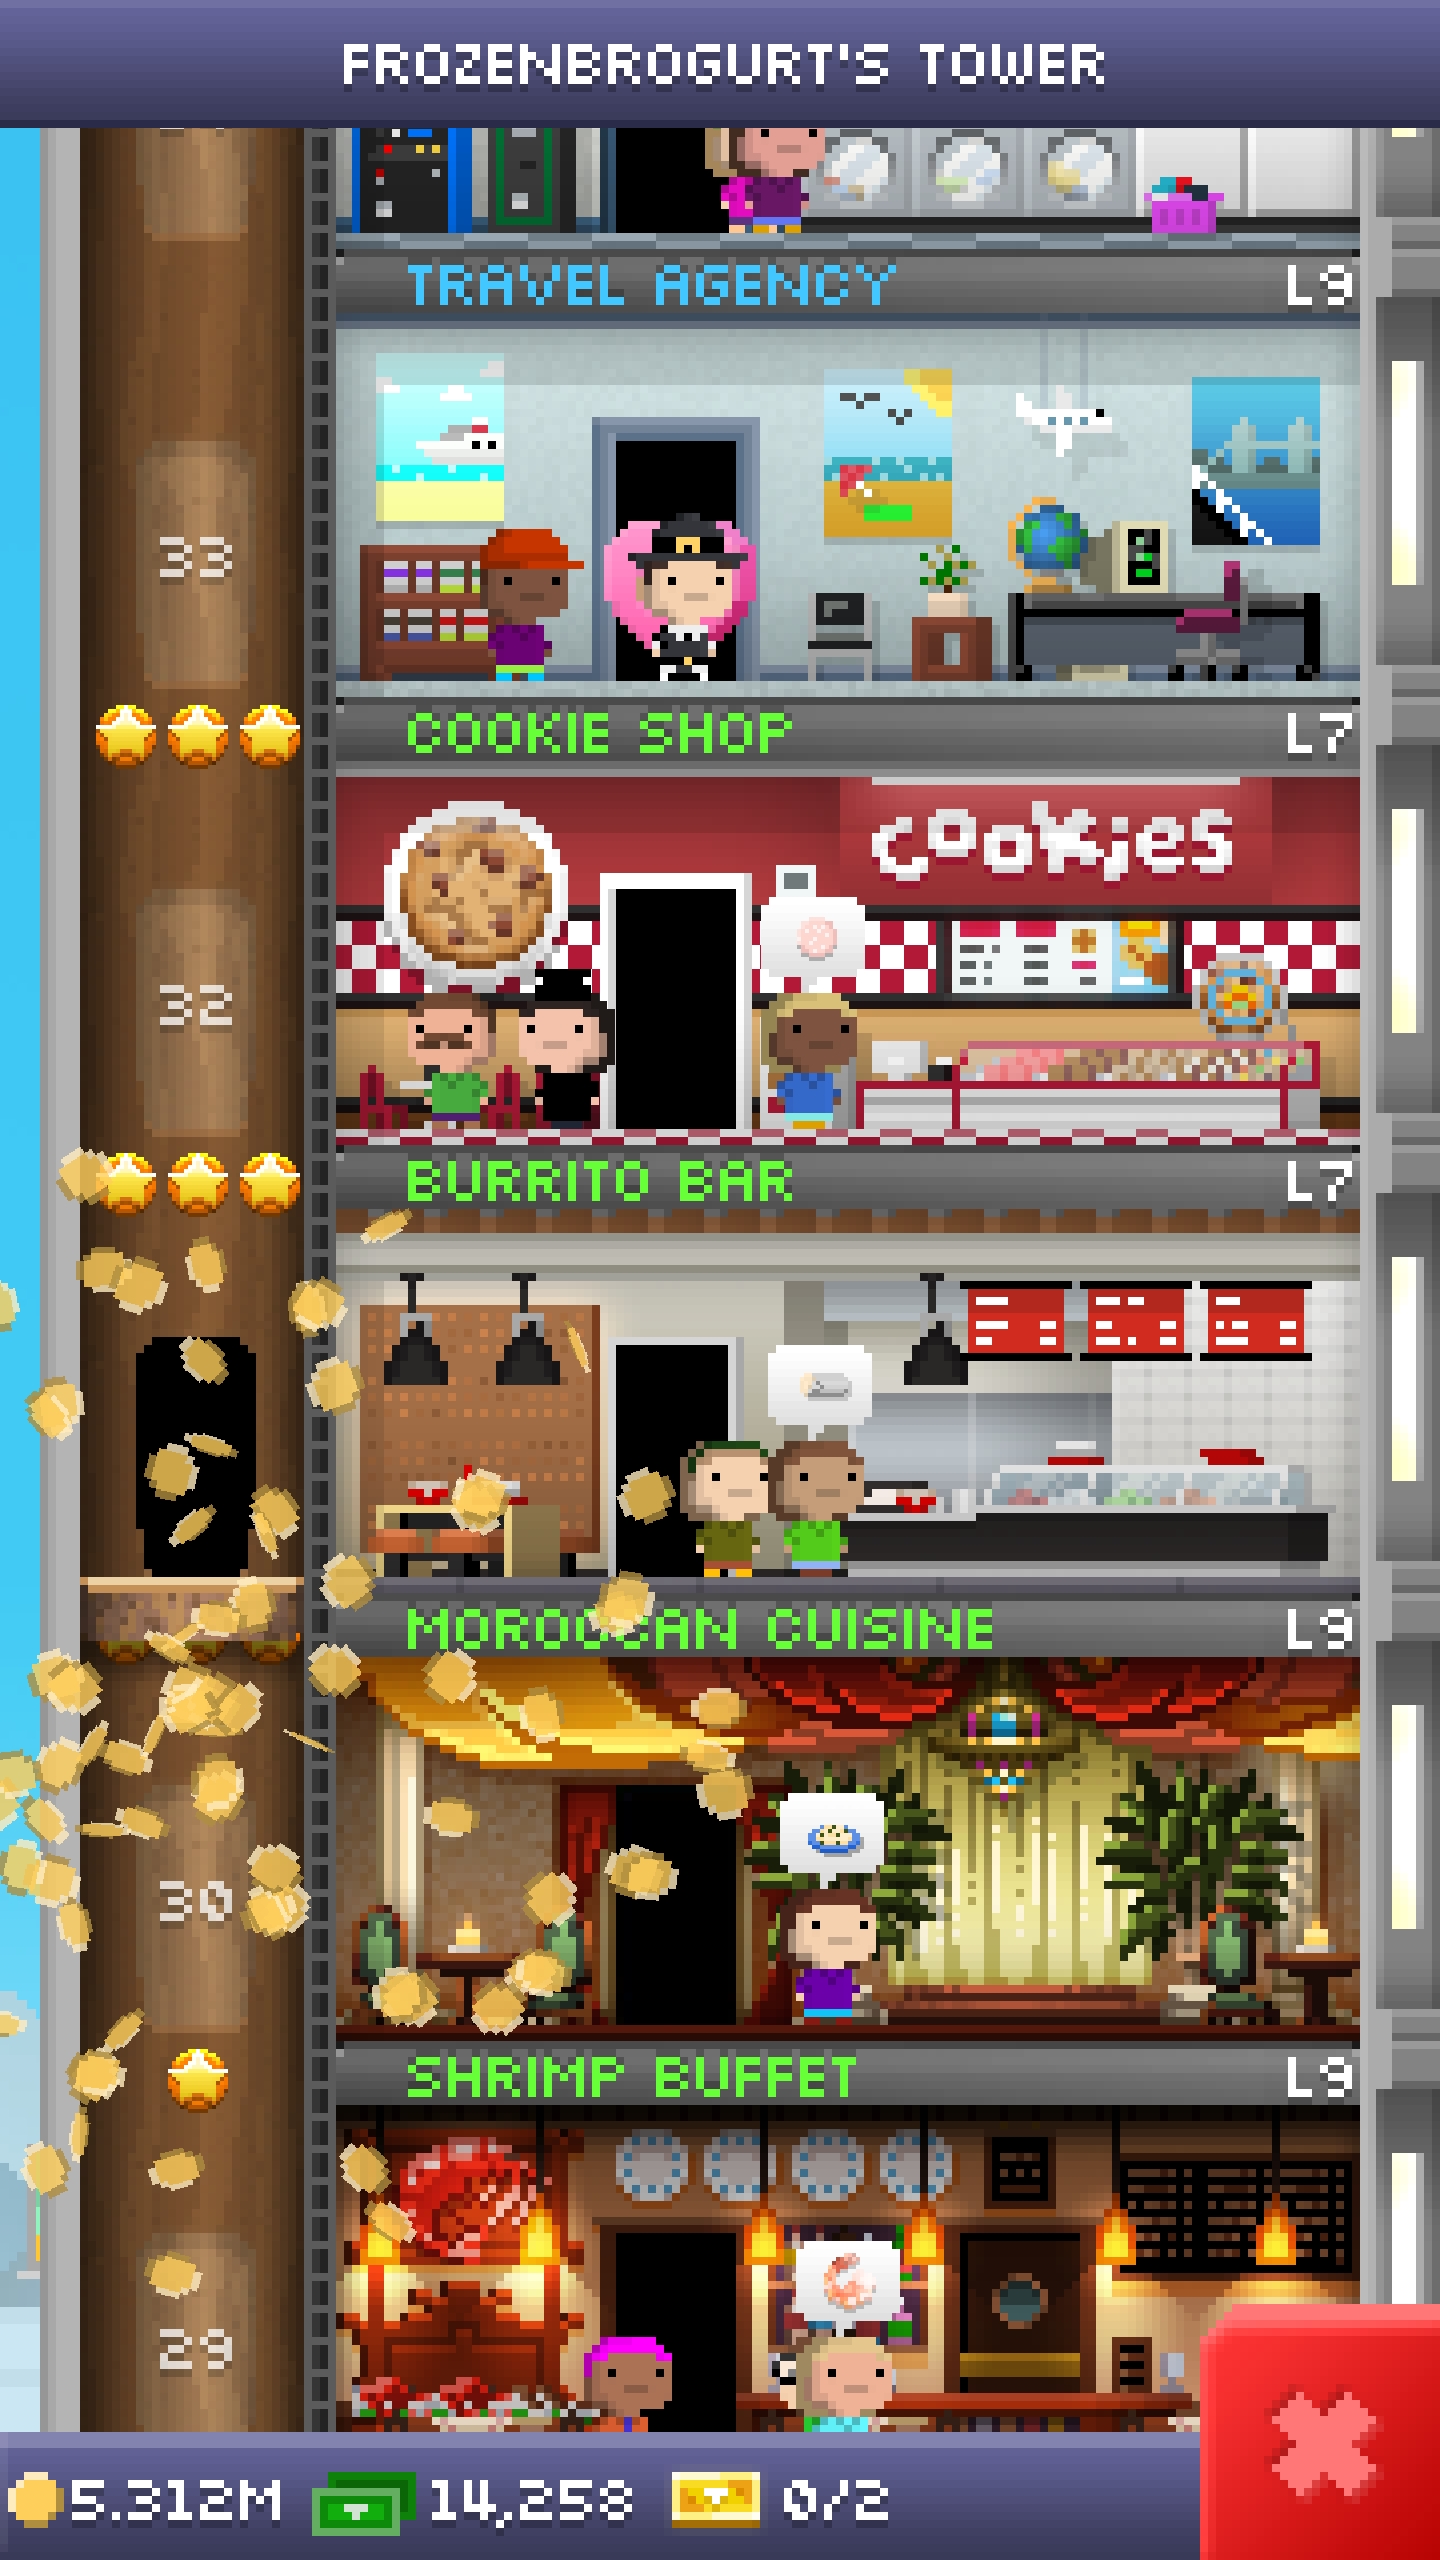 FROZENBROGURT'S TOWER
TRAVEL AGENCY L9
33
COOKIE SHOP L7
cookies
32
BURRITO BAR L7
MOROCCAN CUISINE L9
30
SHRIMP BUFFET L9
29
5.312M 14,258 0/2